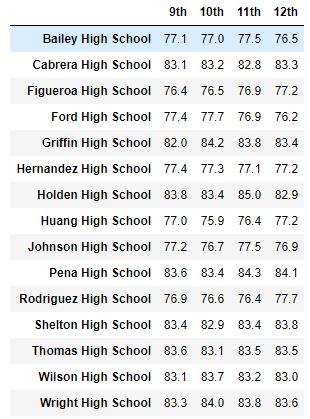 9th 10th 11th 12th
Bailey High School 77.1 77.0 77.5 76.5
Cabrera High School 83.1 83.2 82.8 83.3
Figueroa High School 76.4 76.5 76.9 77.2
Ford High School 77.4 77.7 76.9 76.2
Griffin High School 82.0 84.2 83.8 83.4
Hernandez High School 77.4 77.3 77.1 77.2
Holden High School 83.8 83.4 85.0 82.9
Huang High School 77.0 75.9 76.4 77.2
Johnson High School 77.2 76.7 77.5 76.9
Pena High School 83.6 83.4 84.3 84.1
Rodriguez High School 76.9 76.6 76.4 77.7
Shelton High School 83.4 82.9 83.4 83.8
Thomas High School 83.6 83.1 83.5 83.5
Wilson High School 83.1 83.7 83.2 83.0
Wright High School 83.3 84.0 83.8 83.6